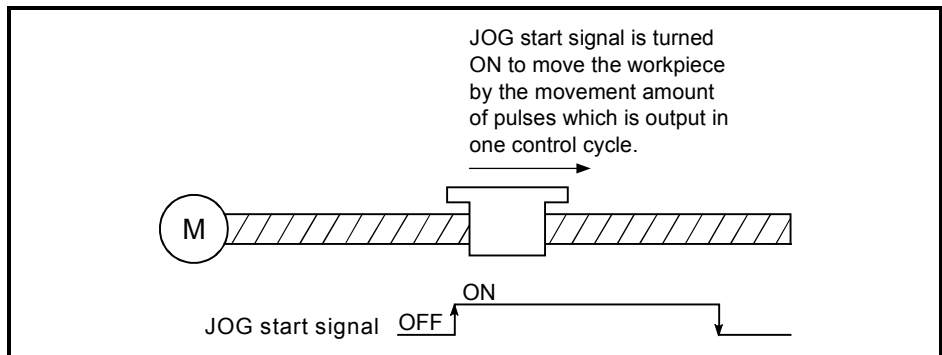 JOG start signal is turned
ON to move the workpiece
by the movement amount
of pulses which is output in
one control cycle.
M
ON
JOG start signal OFF